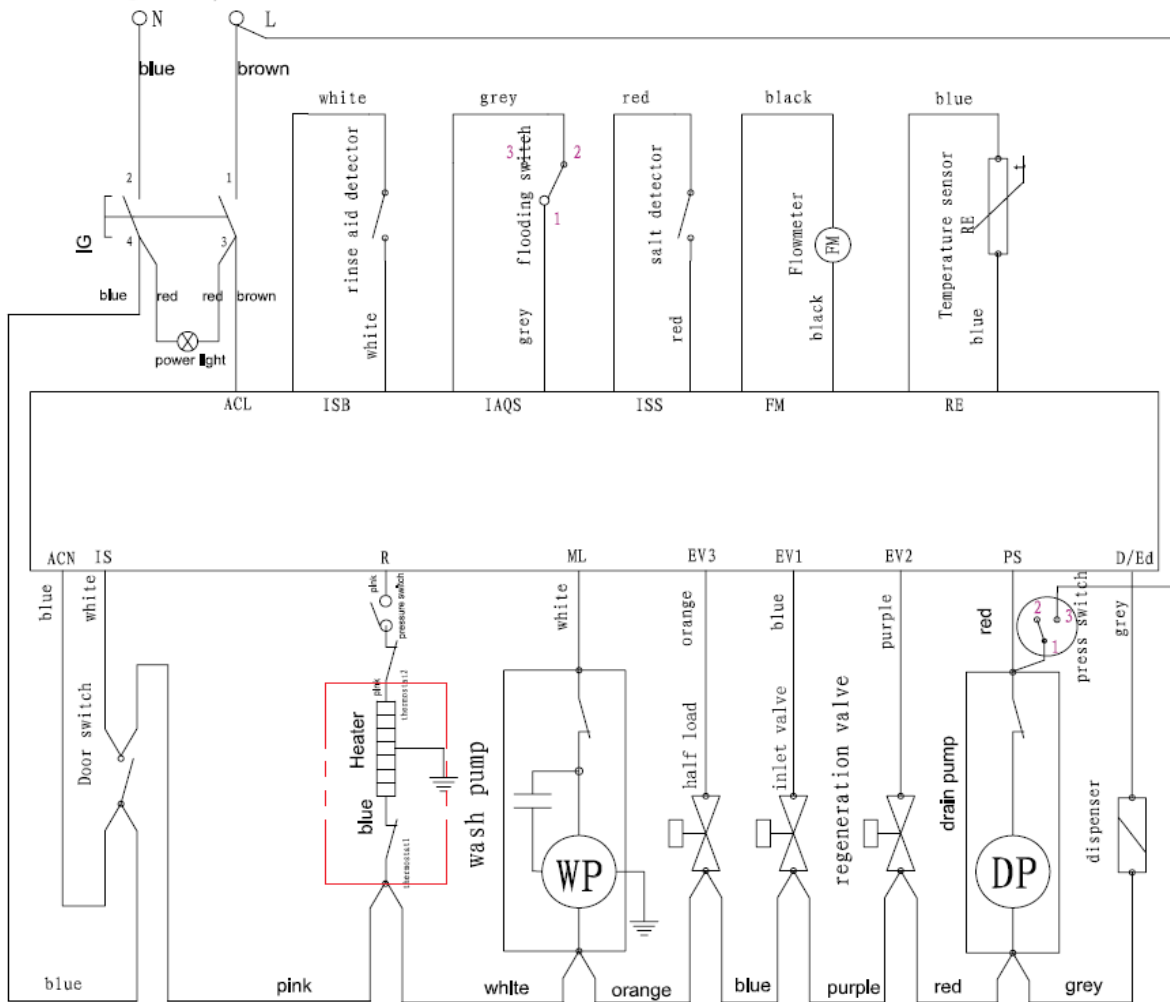 N
L
blue
brown
white
grey
red
black
blue
2
1
4
3
IG
rinse aid detector
3
2
1
flooding switch
salt detector
Flowmeter
FM
Temperature sensor
RE
t
blue
red
red
brown
power light
white
grey
red
black
blue
ACL
ISB
IAQS
ISS
FM
RE
ACN
IS
R
ML
EV3
EV1
EV2
PS
D/Ed
blue
white
pink
pressure switch
white
orange
blue
purple
red
2
3
1
press switch
grey
Door switch
pink
thermostat2
Heater
blue
thermostat1
wash pump
WP
half load
inlet valve
regeneration valve
drain pump
DP
dispenser
blue
pink
white
orange
blue
purple
red
grey